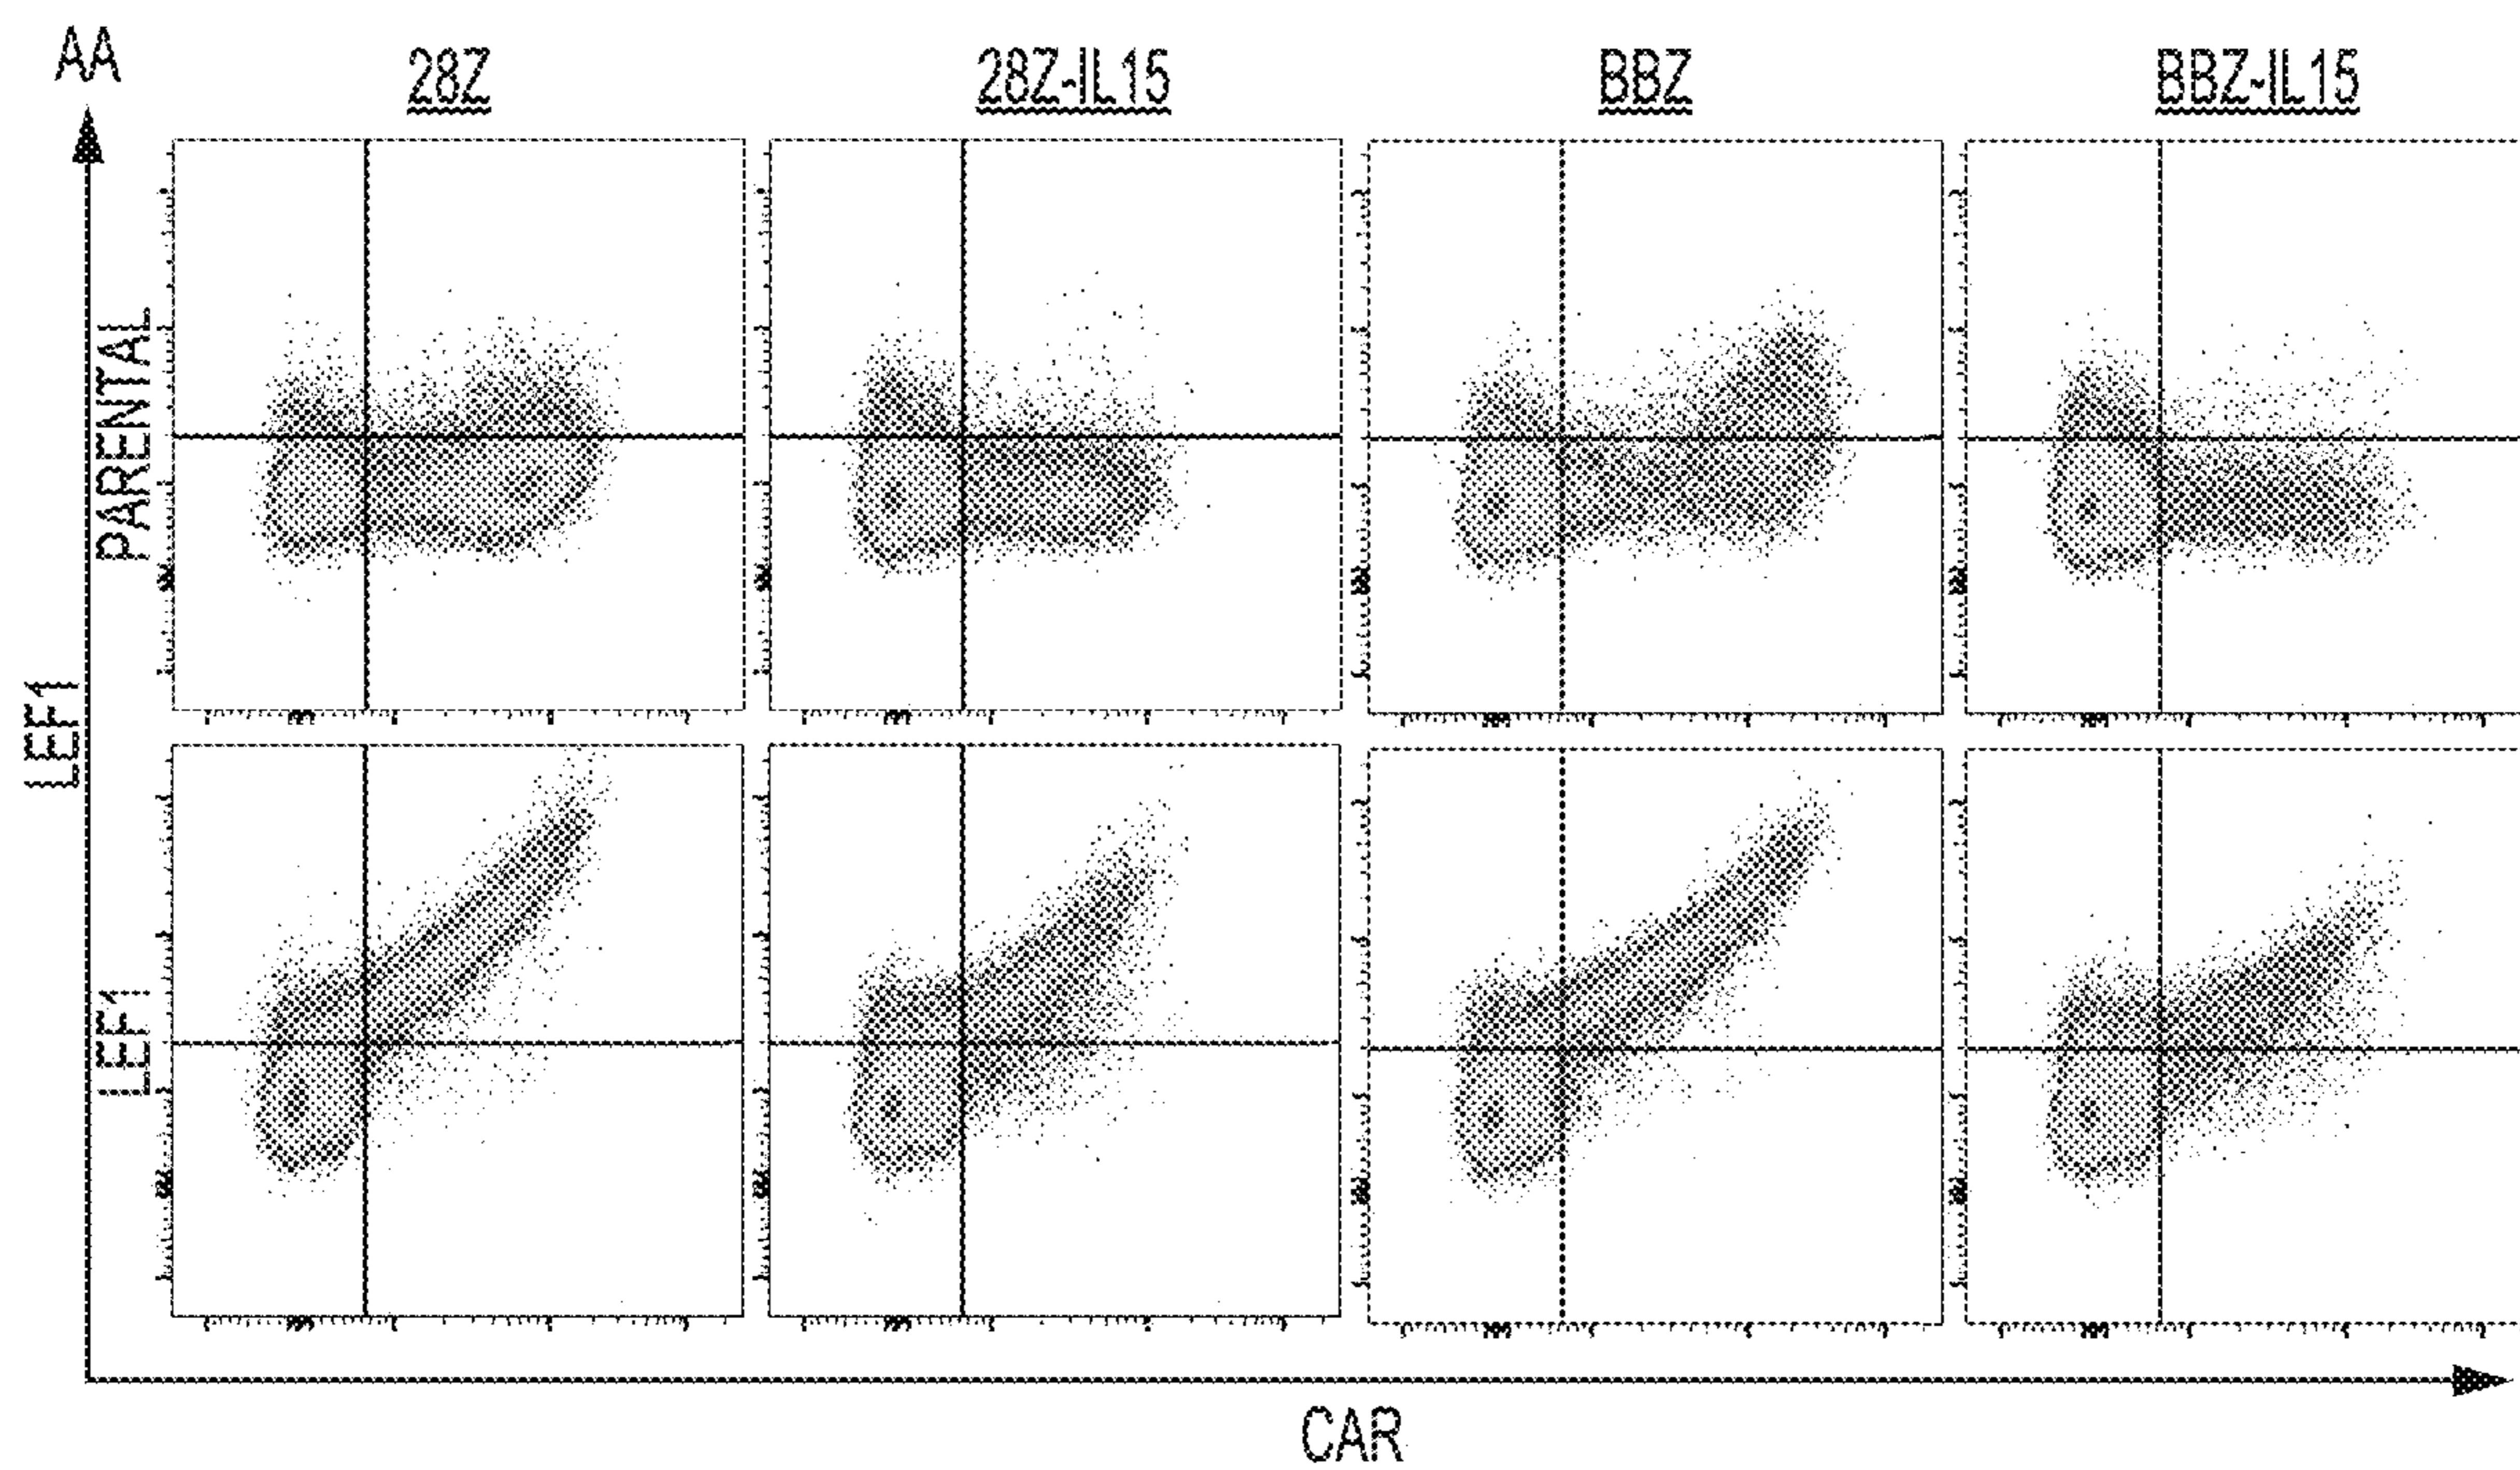 AA
28Z 28Z-IL15 BBZ BBZ-IL15
PARENTAL
LEF1
LEF1
CAR